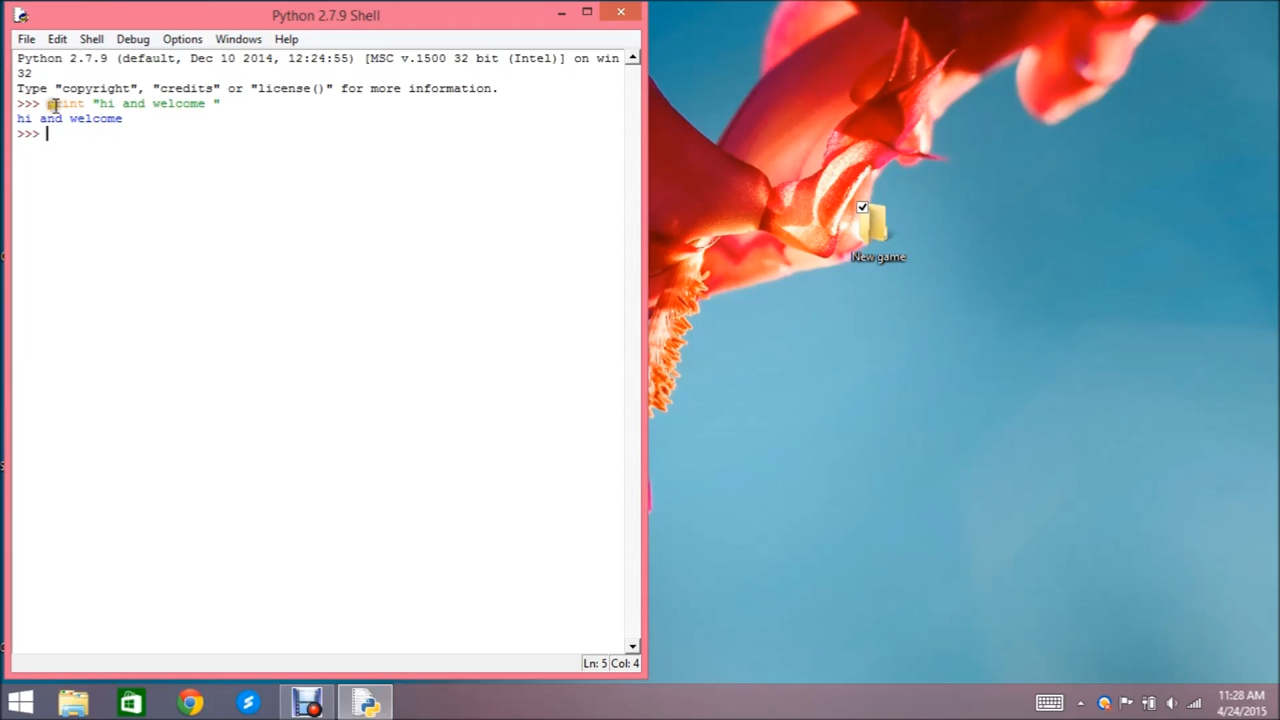 Python 2.7.9 Shell
File Edit Shell Debug Options Windows Help
Python 2.7.9 (default, Dec 10 2014, 12:24:55) [MSC v.1500 32 bit (Intel)] on win
32
Type "copyright", "credits" or "license()" for more information.
>>> print "hi and welcome "
hi and welcome
>>>
New game
Ln: 5 Col: 4
11:28 AM
4/24/2015